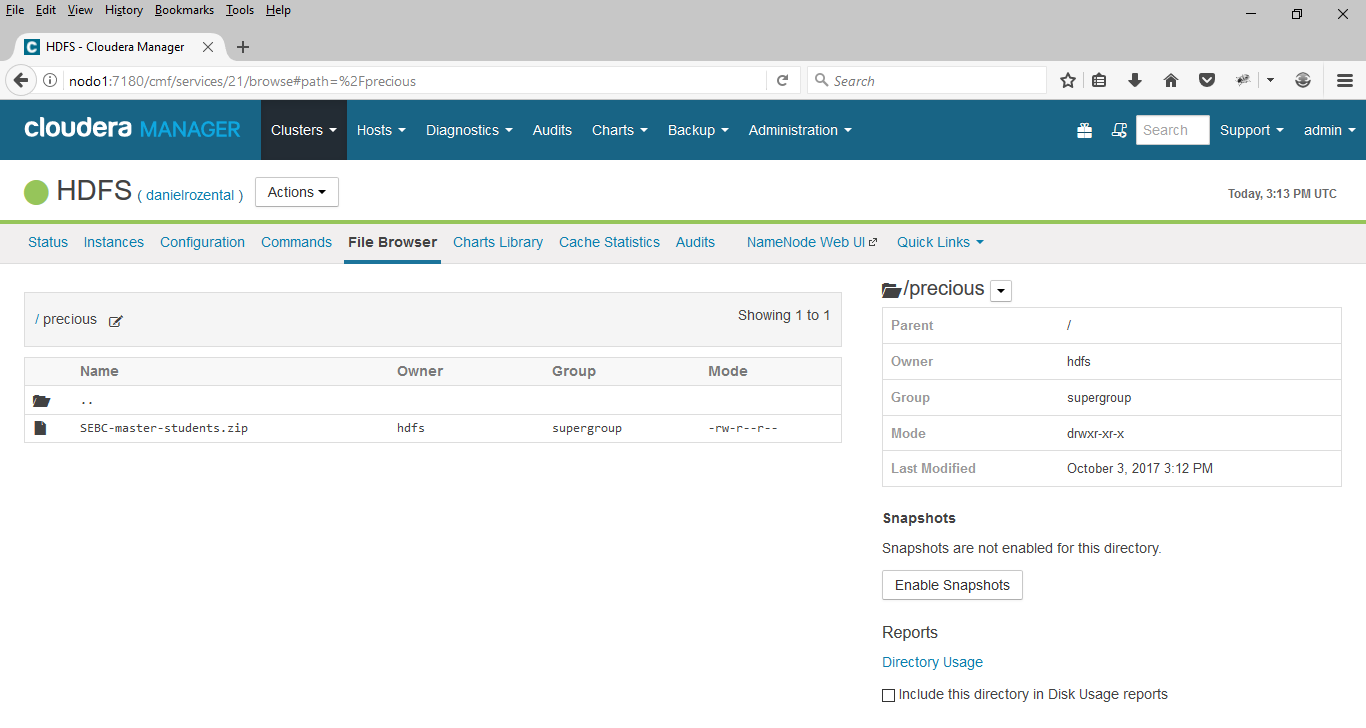 File Edit View History Bookmarks Tools Help
HDFS - Cloudera Manager
nodo1:7180/cmf/services/21/browse#path=%2Fprecious
Search
cloudera MANAGER Clusters Hosts Diagnostics Audits Charts Backup Administration Search Support admin
HDFS ( danielrozental ) Actions Today, 3:13 PM UTC
Status Instances Configuration Commands File Browser Charts Library Cache Statistics Audits NameNode Web UI Quick Links
/ precious Showing 1 to 1
Name Owner Group Mode
..
SEBC-master-students.zip hdfs supergroup -rw-r--r--
/precious
Parent /
Owner hdfs
Group supergroup
Mode drwxr-xr-x
Last Modified October 3, 2017 3:12 PM
Snapshots
Snapshots are not enabled for this directory.
Enable Snapshots
Reports
Directory Usage
Include this directory in Disk Usage reports